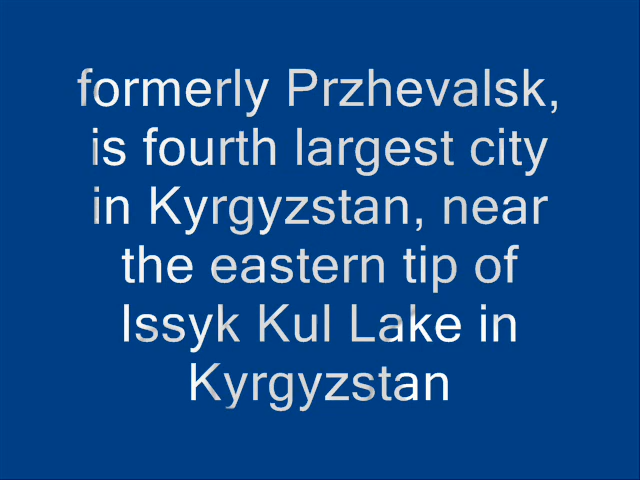 formerly Przhevalsk,
is fourth largest city
in Kyrgyzstan, near
the eastern tip of
Issyk Kul Lake in
Kyrgyzstan